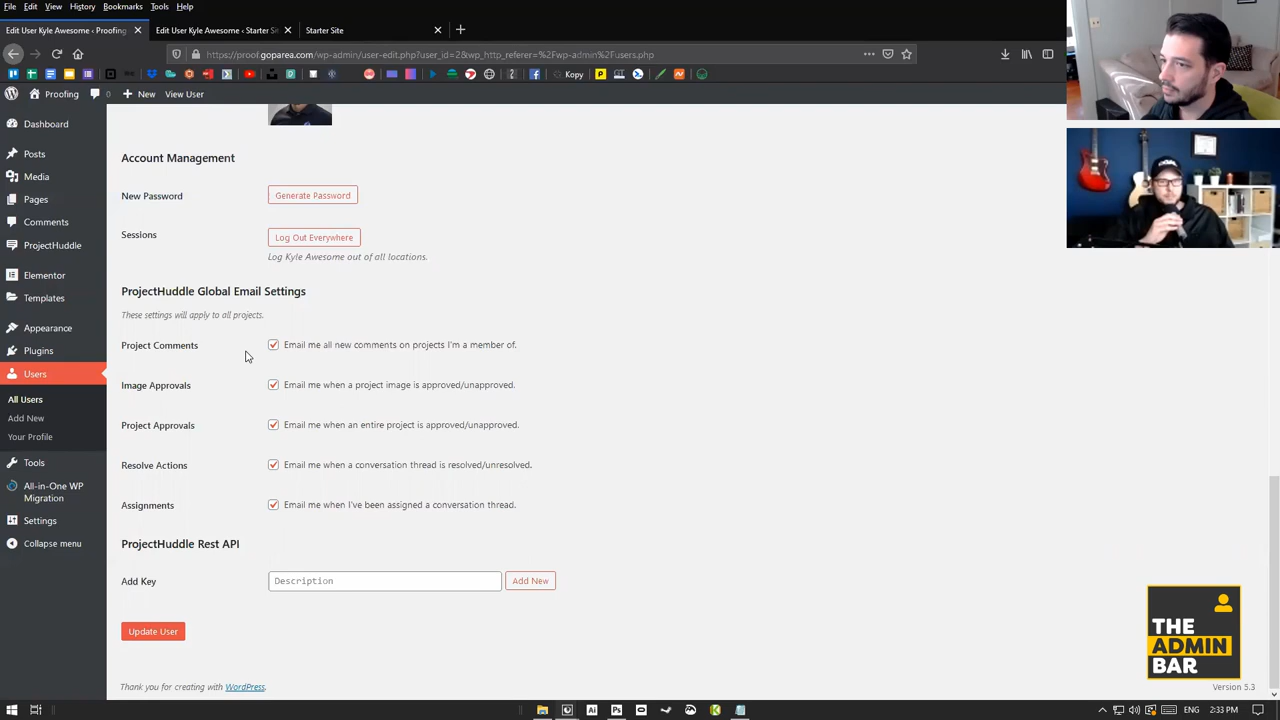 File Edit View History Bookmarks Tools Help
Edit User Kyle Awesome ‹ Proofing
Edit User Kyle Awesome ‹ Starter Si
Starter Site
https://proof.goparea.com/wp-admin/user-edit.php?user_id=2&wp_http_referer=%2Fwp-admin%2Fusers.php
Kopy
Proofing 0 New View User
Dashboard
Posts
Media
Pages
Comments
ProjectHuddle
Elementor
Templates
Appearance
Plugins
Users
All Users
Add New
Your Profile
Tools
All-in-One WP
Migration
Settings
Collapse menu
Account Management
New Password Generate Password
Sessions Log Out Everywhere
Log Kyle Awesome out of all locations.
ProjectHuddle Global Email Settings
These settings will apply to all projects.
Project Comments Email me all new comments on projects I'm a member of.
Image Approvals Email me when a project image is approved/unapproved.
Project Approvals Email me when an entire project is approved/unapproved.
Resolve Actions Email me when a conversation thread is resolved/unresolved.
Assignments Email me when I've been assigned a conversation thread.
ProjectHuddle Rest API
Add Key Description Add New
Update User
Thank you for creating with WordPress.
Version 5.3
THE
ADMIN
BAR
ENG 2:33 PM